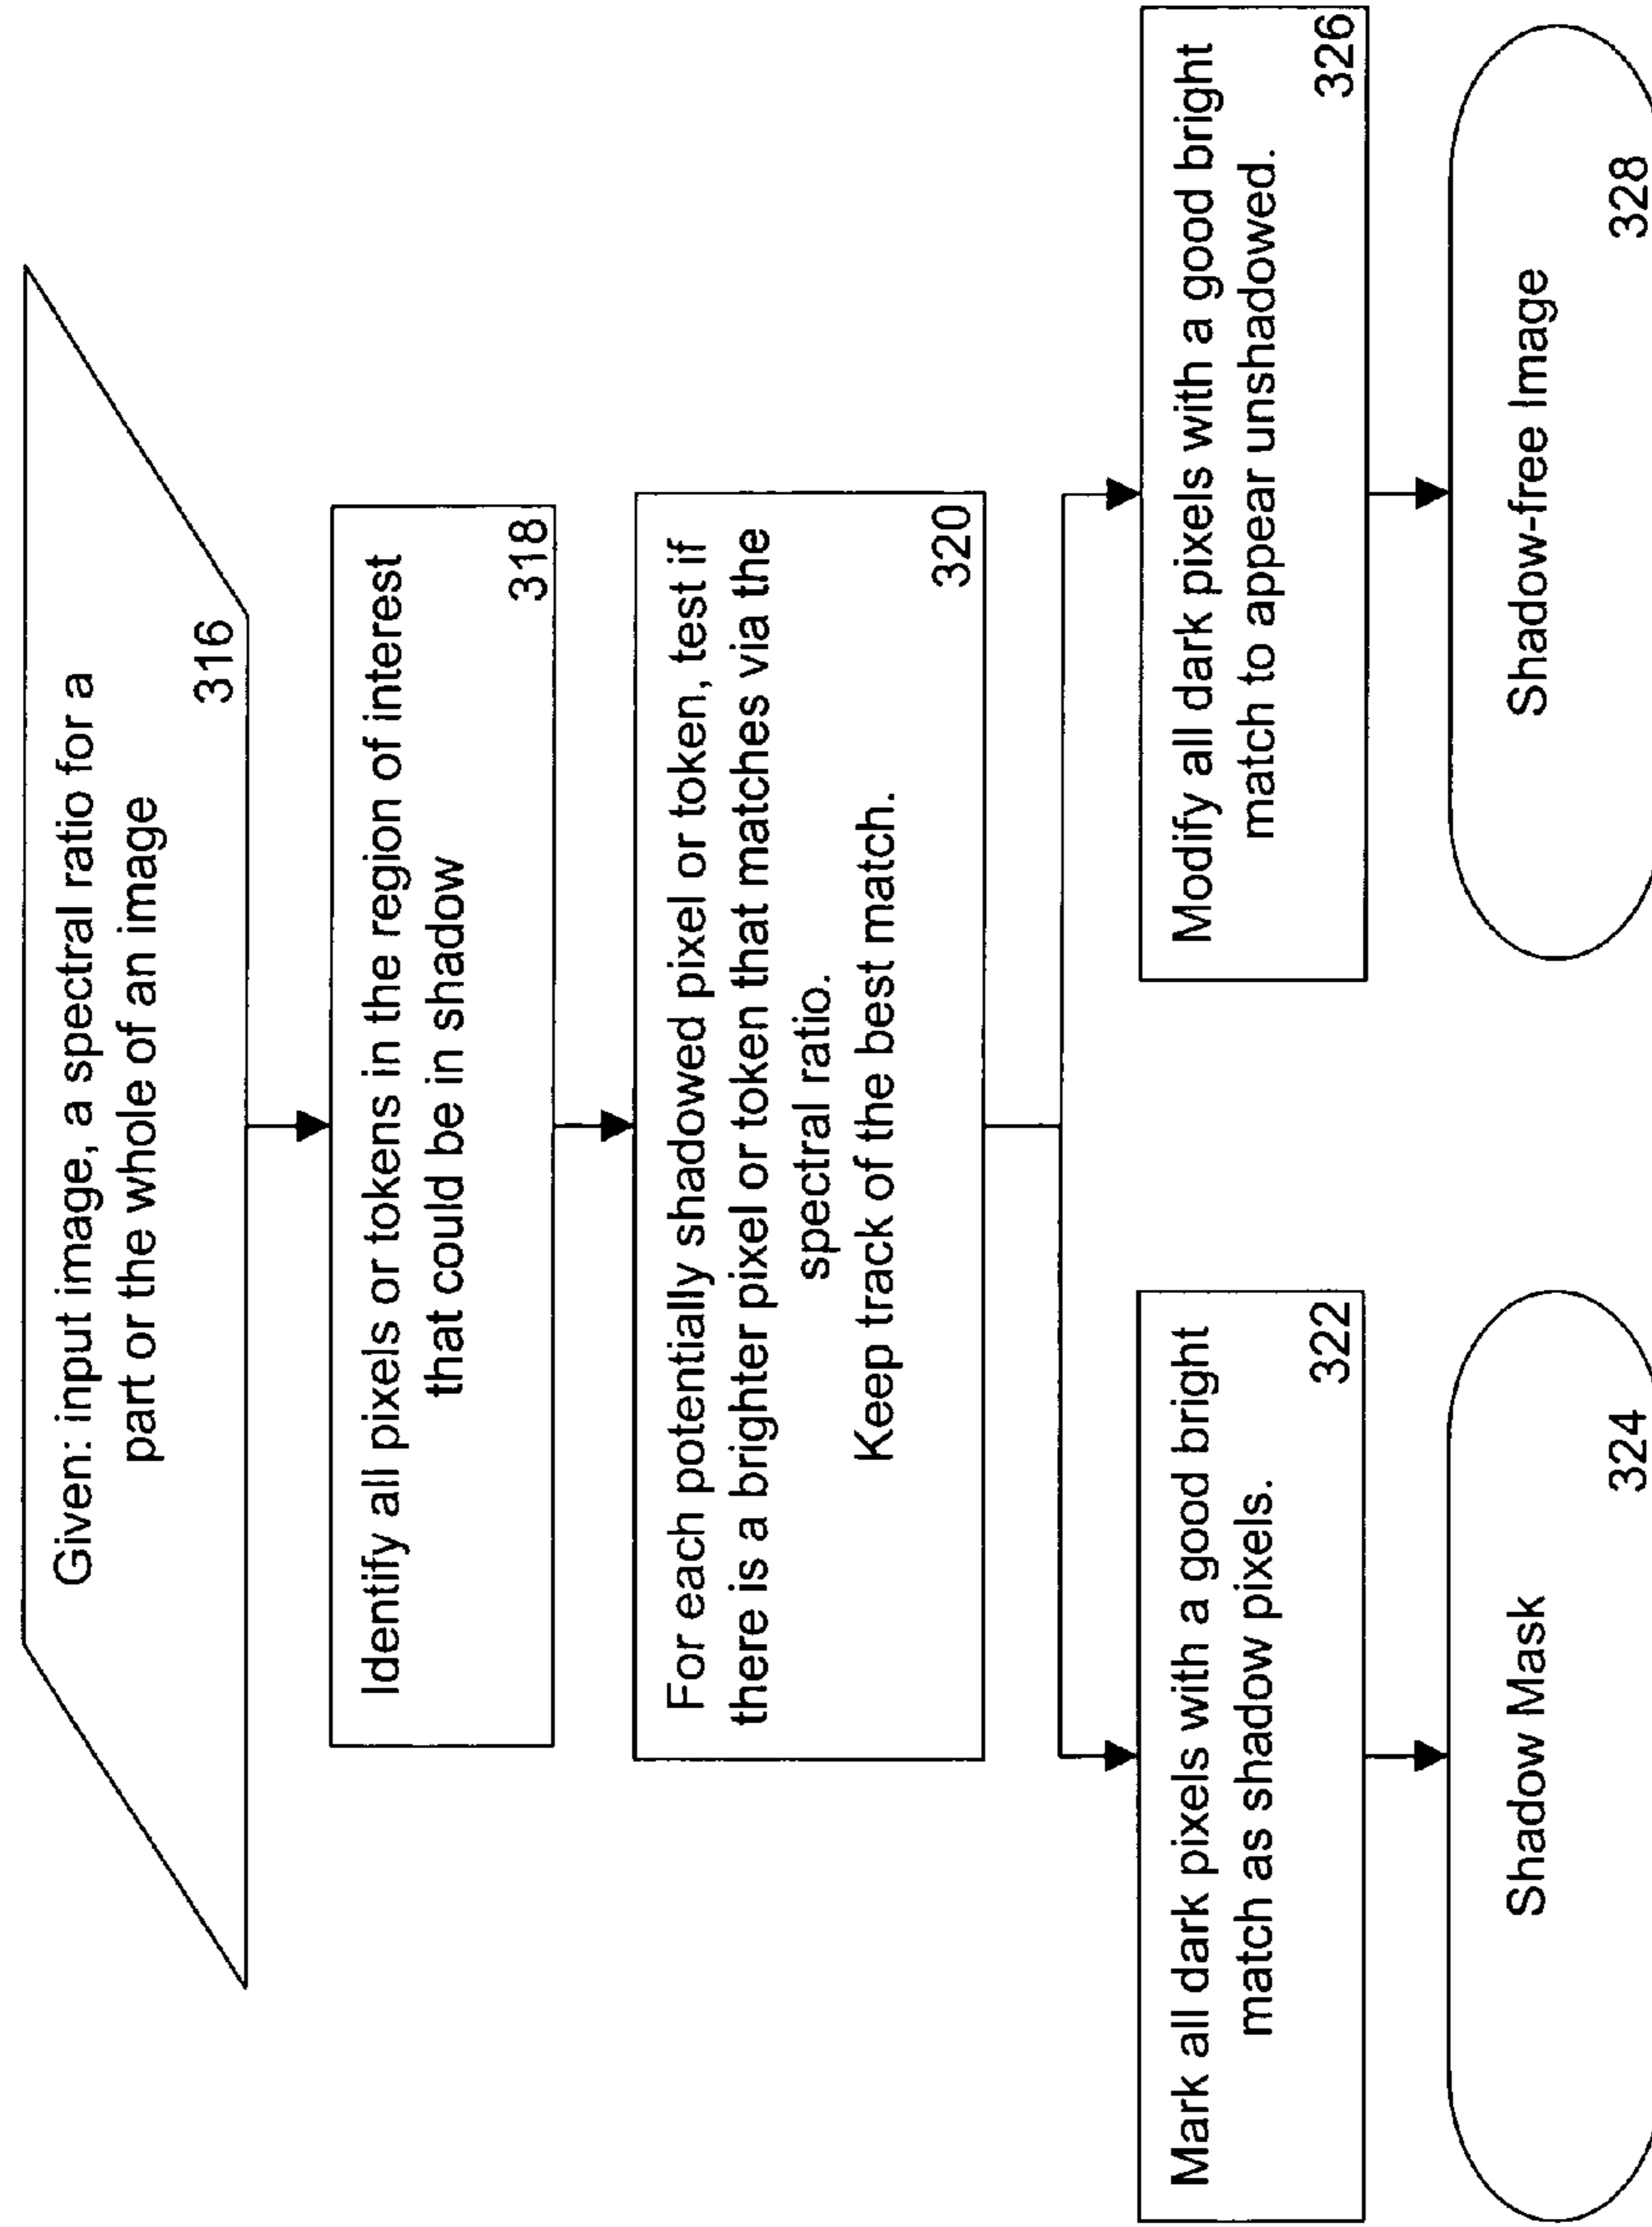 Given: input image, a spectral ratio for a
part or the whole of an image
316
Identify all pixels or tokens in the region of interest
that could be in shadow
318
For each potentially shadowed pixel or token, test if
there is a brighter pixel or token that matches via the
spectral ratio.
Keep track of the best match.
320
Mark all dark pixels with a good bright
match as shadow pixels.
322
Shadow Mask
324
Modify all dark pixels with a good bright
match to appear unshadowed.
326
Shadow-free Image
328